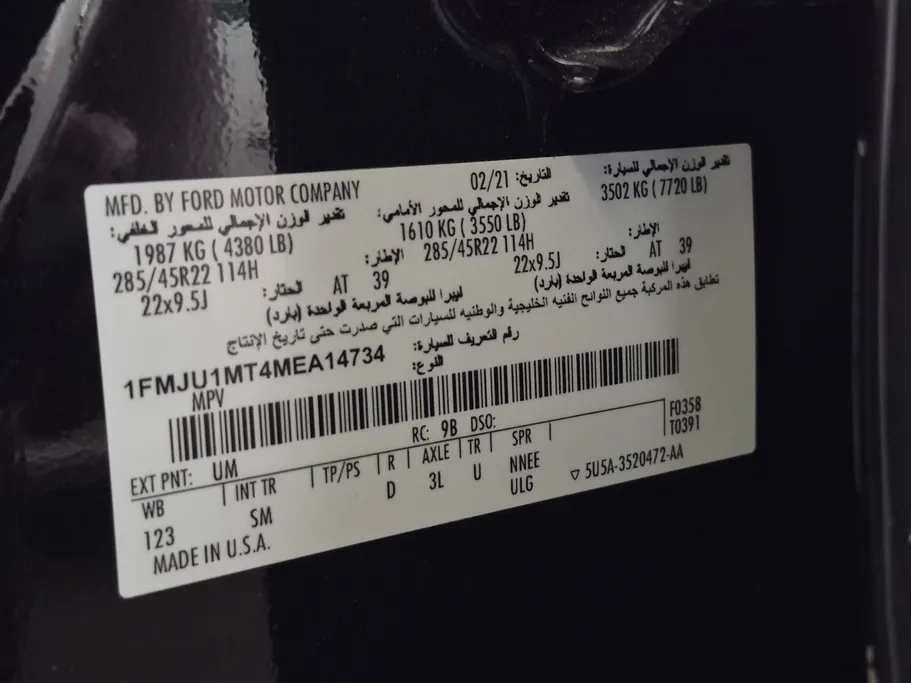 MFD. BY FORD MOTOR COMPANY 02/21 التاريخ: تقدير الوزن الإجمالي للسيارة:
3502 KG ( 7720 LB)
تقدير الوزن الإجمالي للمحور الخلفي: تقدير الوزن الإجمالي للمحور الأمامي:
1987 KG ( 4380 LB) 1610 KG ( 3550 LB)
285/45R22 114H الإطار: 285/45R22 114H الإطار:
22x9.5J الحتار: AT 39 22x9.5J الحتار: AT 39
ليبرا للبوصة المربعة الواحدة (بارد) ليبرا للبوصة المربعة الواحدة (بارد)
تطابق هذه المركبة جميع اللوائح الفنيه الخليجية والوطنيه للسيارات التي صدرت حتى تاريخ الإنتاج
1FMJU1MT4MEA14734 رقم التعريف للسيارة:
MPV النوع:
EXT PNT: UM RC: 9B DSO: F0358
WB INT TR TP/PS R AXLE TR SPR T0391
123 SM D 3L U NNEE
ULG ▽ 5U5A-3520472-AA
MADE IN U.S.A.